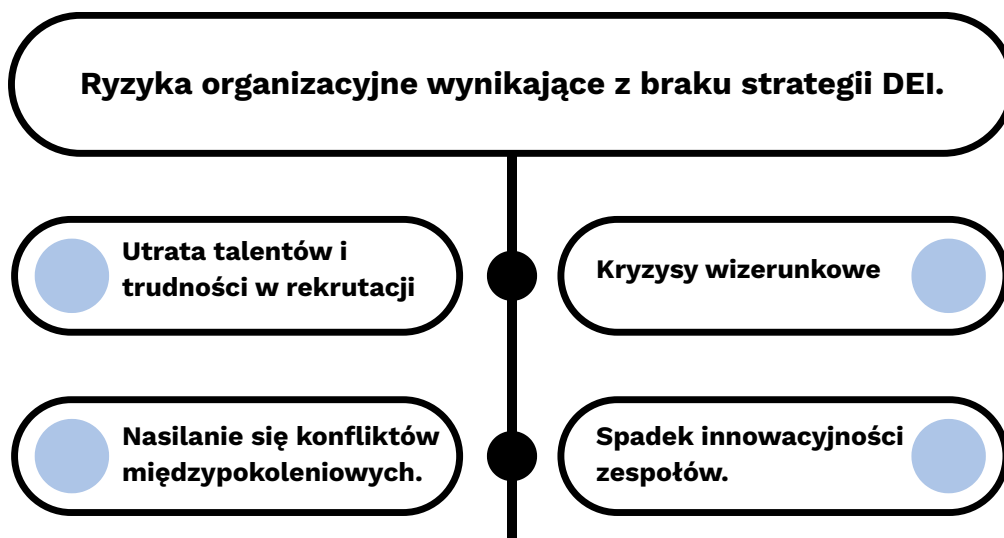 Ryzyka organizacyjne wynikające z braku strategii DEI.
Utrata talentów i
trudności w rekrutacji
Kryzysy wizerunkowe
Nasilanie się konfliktów
międzypokoleniowych.
Spadek innowacyjności
zespołów.